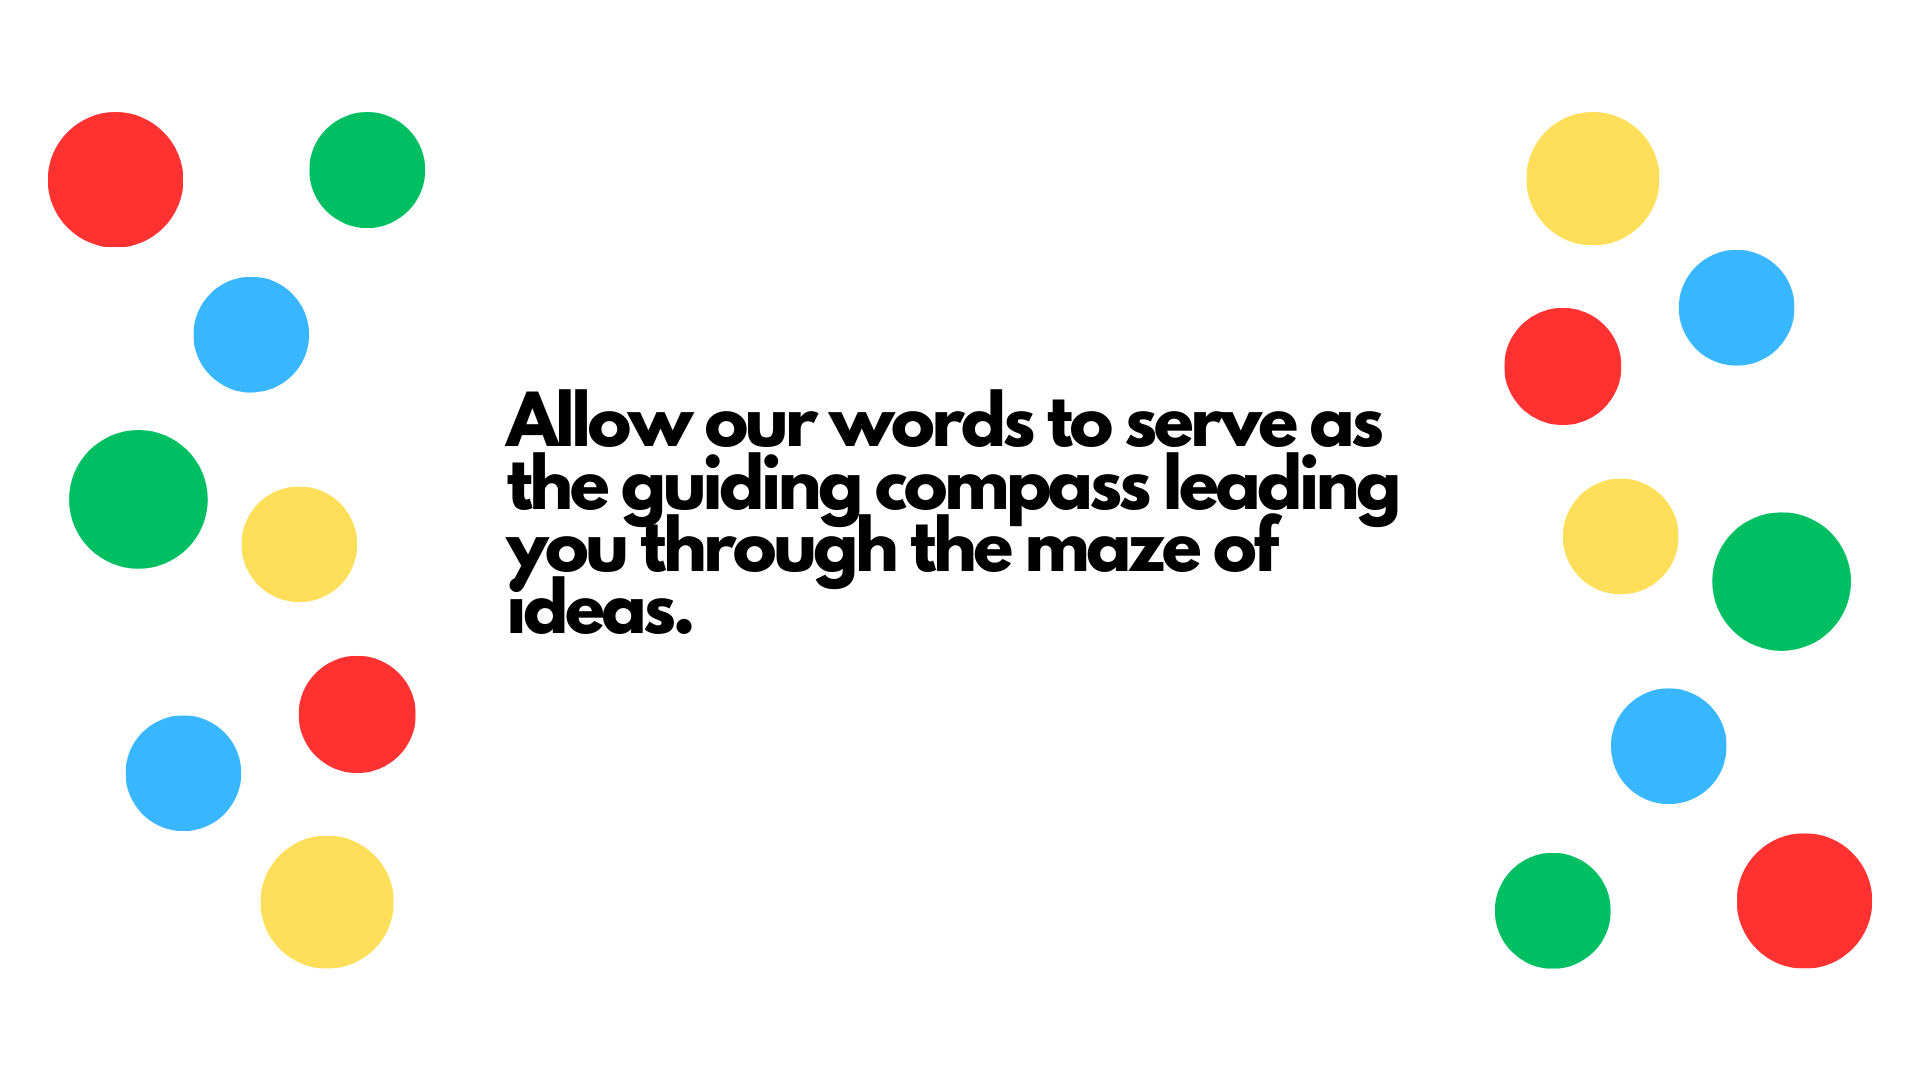 Allow our words to serve as
the guiding compass leading
you through the maze of
ideas.